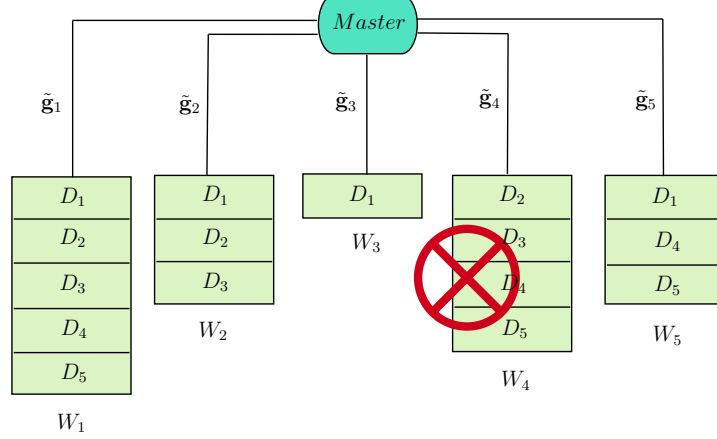 Master
g̃₁
g̃₂
g̃₃
g̃₄
g̃₅
D₁
D₂
D₃
D₄
D₅
W₁
D₁
D₂
D₃
W₂
D₁
W₃
D₂
D₃
D₄
D₅
W₄
D₁
D₄
D₅
W₅